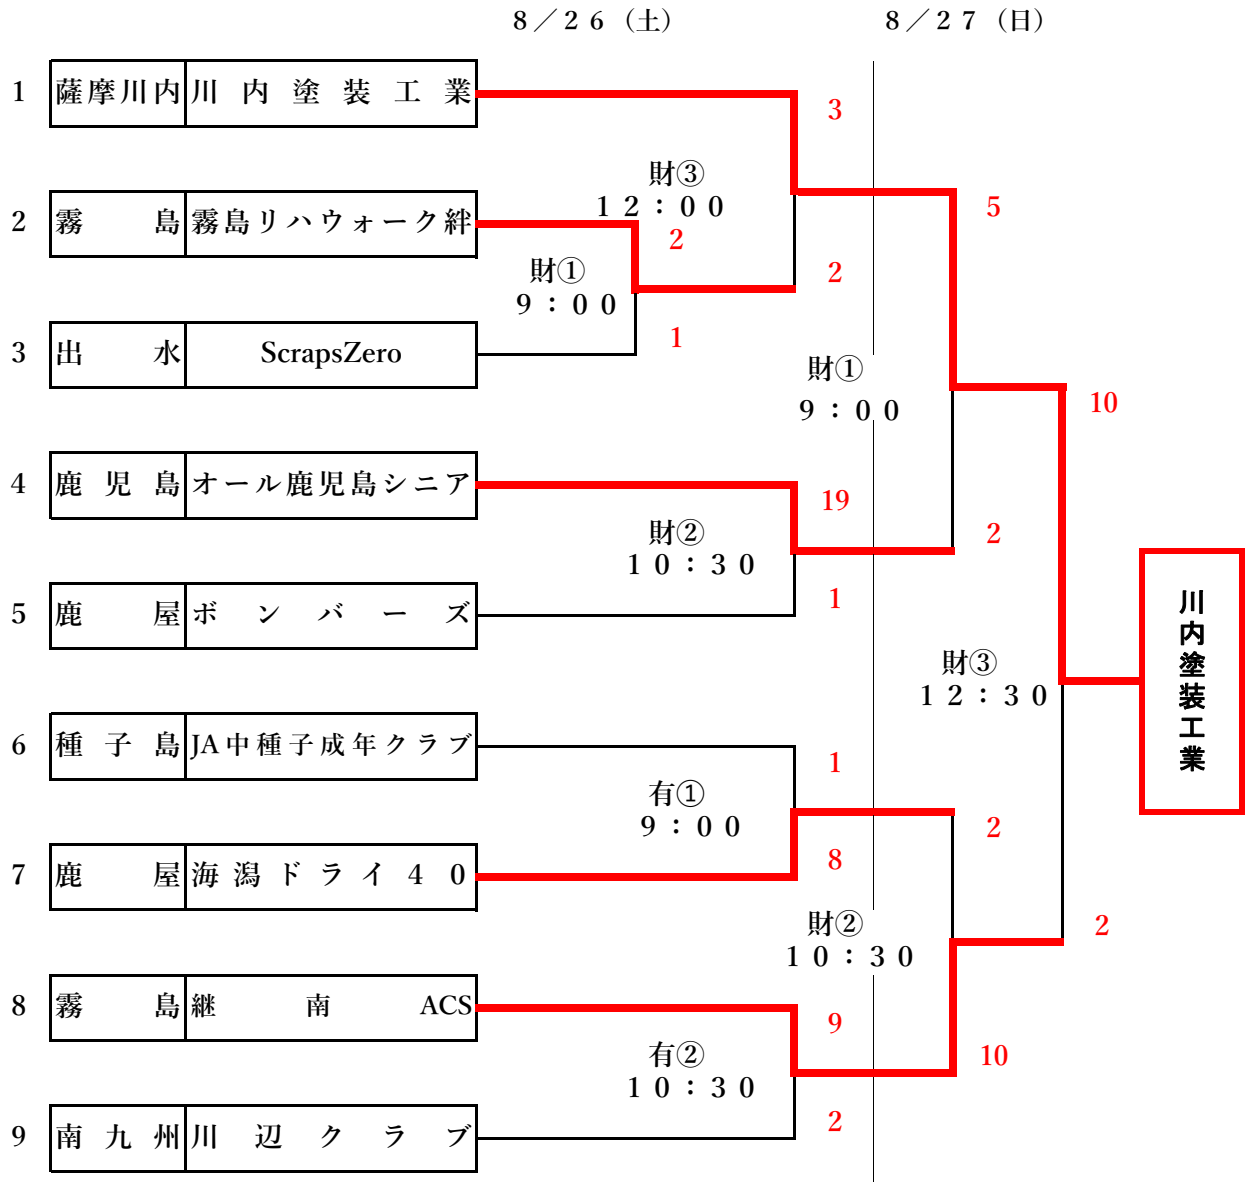 ８／２６（土）
８／２７（日）
1 薩摩川内 川内塗装工業
3
財③
１２：００
5
2 霧島 霧島リハウォーク絆
2
財①
９：００
2
3 出水 ScrapsZero
1
財①
９：００
10
4 鹿児島 オール鹿児島シニア
19
財②
１０：３０
2
5 鹿屋 ボンバーズ
1
川内塗装工業
財③
１２：３０
6 種子島 JA中種子成年クラブ
1
有①
９：００
2
7 鹿屋 海潟ドライ４０
8
財②
１０：３０
2
8 霧島 継南ACS
9
有②
１０：３０
10
9 南九州 川辺クラブ
2